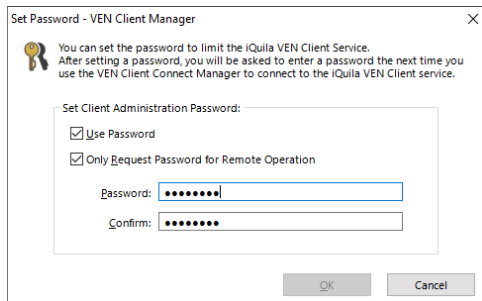 Set Password - VEN Client Manager
You can set the password to limit the iQuila VEN Client Service.
After setting a password, you will be asked to enter a password the next time you
use the VEN Client Connect Manager to connect to the iQuila VEN Client service.
Set Client Administration Password:
Use Password
Only Request Password for Remote Operation
Password: ●●●●●●●●
Confirm: ●●●●●●●●
OK Cancel